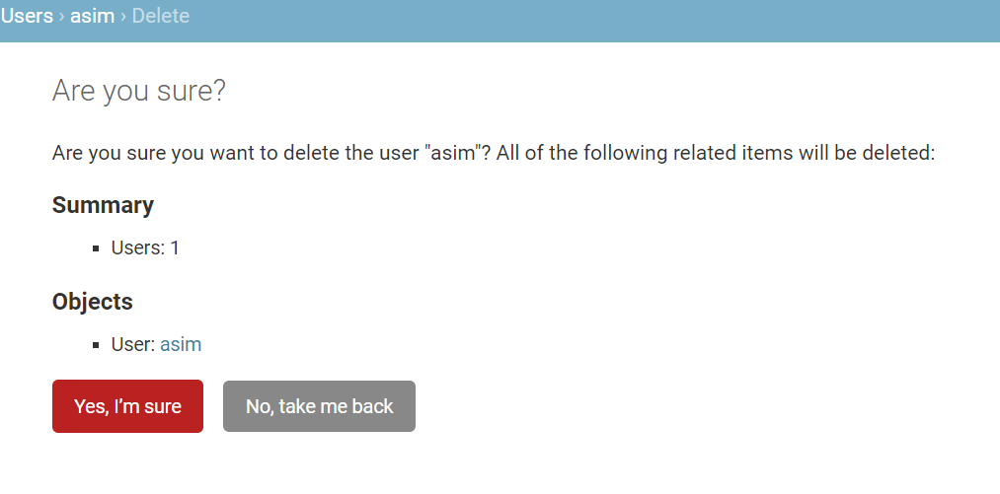 Users › asim › Delete
Are you sure?
Are you sure you want to delete the user "asim"? All of the following related items will be deleted:
Summary
Users: 1
Objects
User: asim
Yes, I’m sure
No, take me back